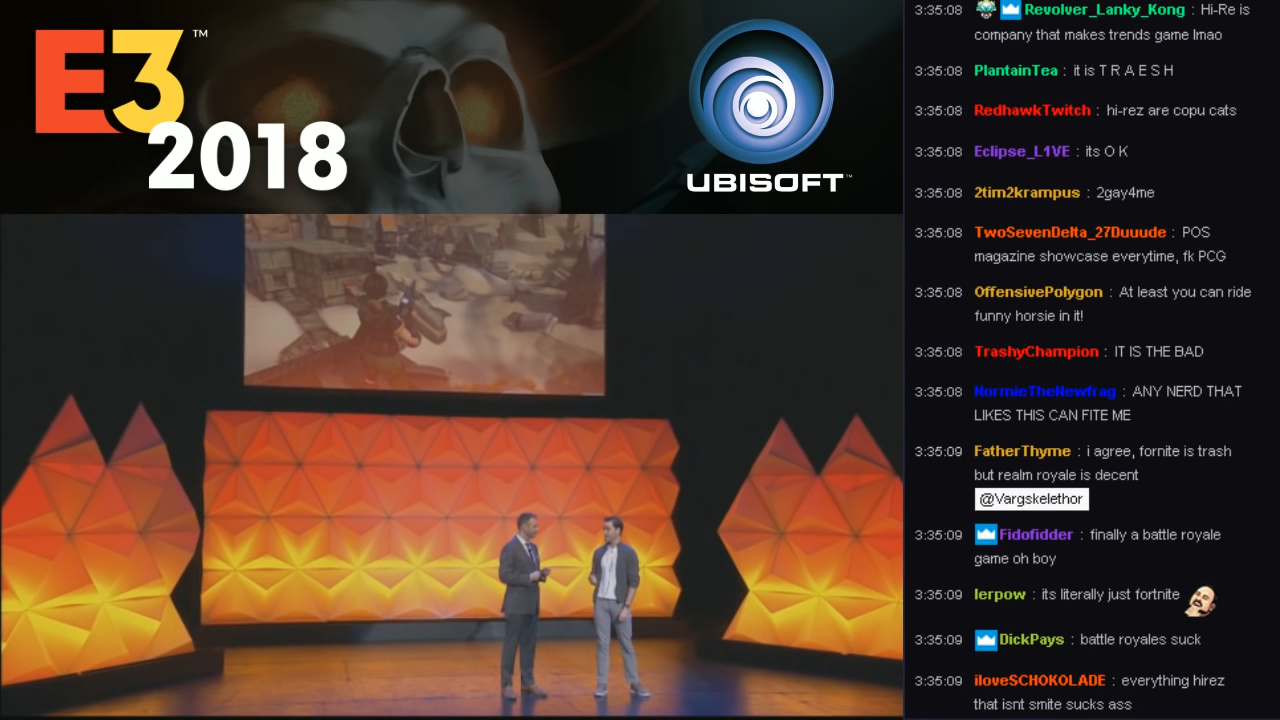 E3™
2018
UBISOFT™
3:35:08 Revolver_Lanky_Kong : Hi-Re is
company that makes trends game lmao
3:35:08 PlantainTea : it is T R A E S H
3:35:08 RedhawkTwitch : hi-rez are copu cats
3:35:08 Eclipse_L1VE : its O K
3:35:08 2tim2krampus : 2gay4me
3:35:08 TwoSevenDelta_27Duuude : POS
magazine showcase everytime, fk PCG
3:35:08 OffensivePolygon : At least you can ride
funny horsie in it!
3:35:08 TrashyChampion : IT IS THE BAD
3:35:08 NormieTheNewfrag : ANY NERD THAT
LIKES THIS CAN FITE ME
3:35:09 FatherThyme : i agree, fornite is trash
but realm royale is decent
@Vargskelethor
3:35:09 Fidofidder : finally a battle royale
game oh boy
3:35:09 lerpow : its literally just fortnite
3:35:09 DickPays : battle royales suck
3:35:09 iloveSCHOKOLADE : everything hirez
that isnt smite sucks ass